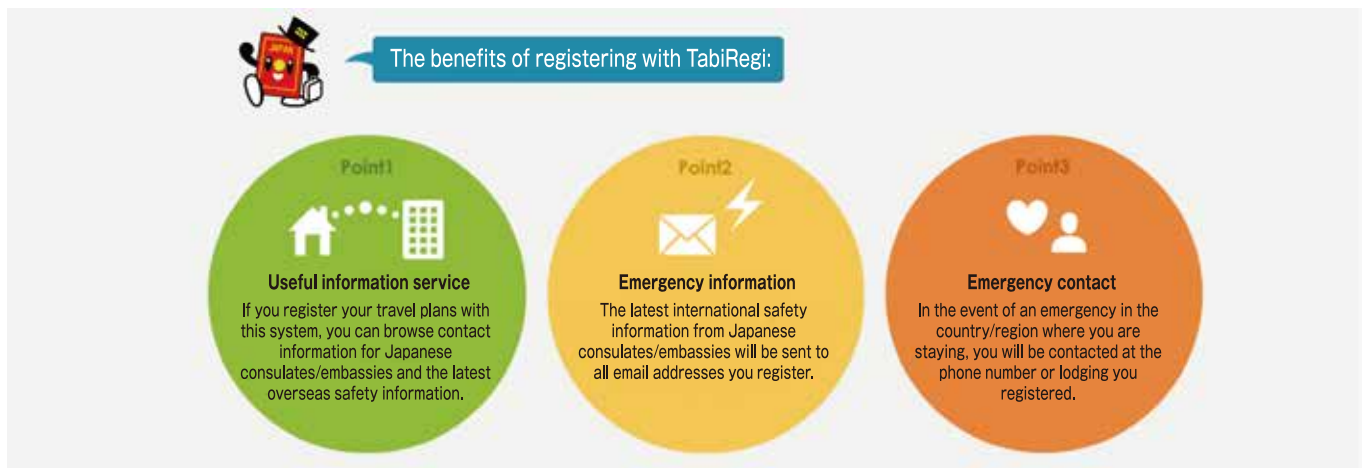 JAPAN
The benefits of registering with TabiRegi:
Point1
Useful information service
If you register your travel plans with
this system, you can browse contact
information for Japanese
consulates/embassies and the latest
overseas safety information.
Point2
Emergency information
The latest international safety
information from Japanese
consulates/embassies will be sent to
all email addresses you register.
Point3
Emergency contact
In the event of an emergency in the
country/region where you are
staying, you will be contacted at the
phone number or lodging you
registered.